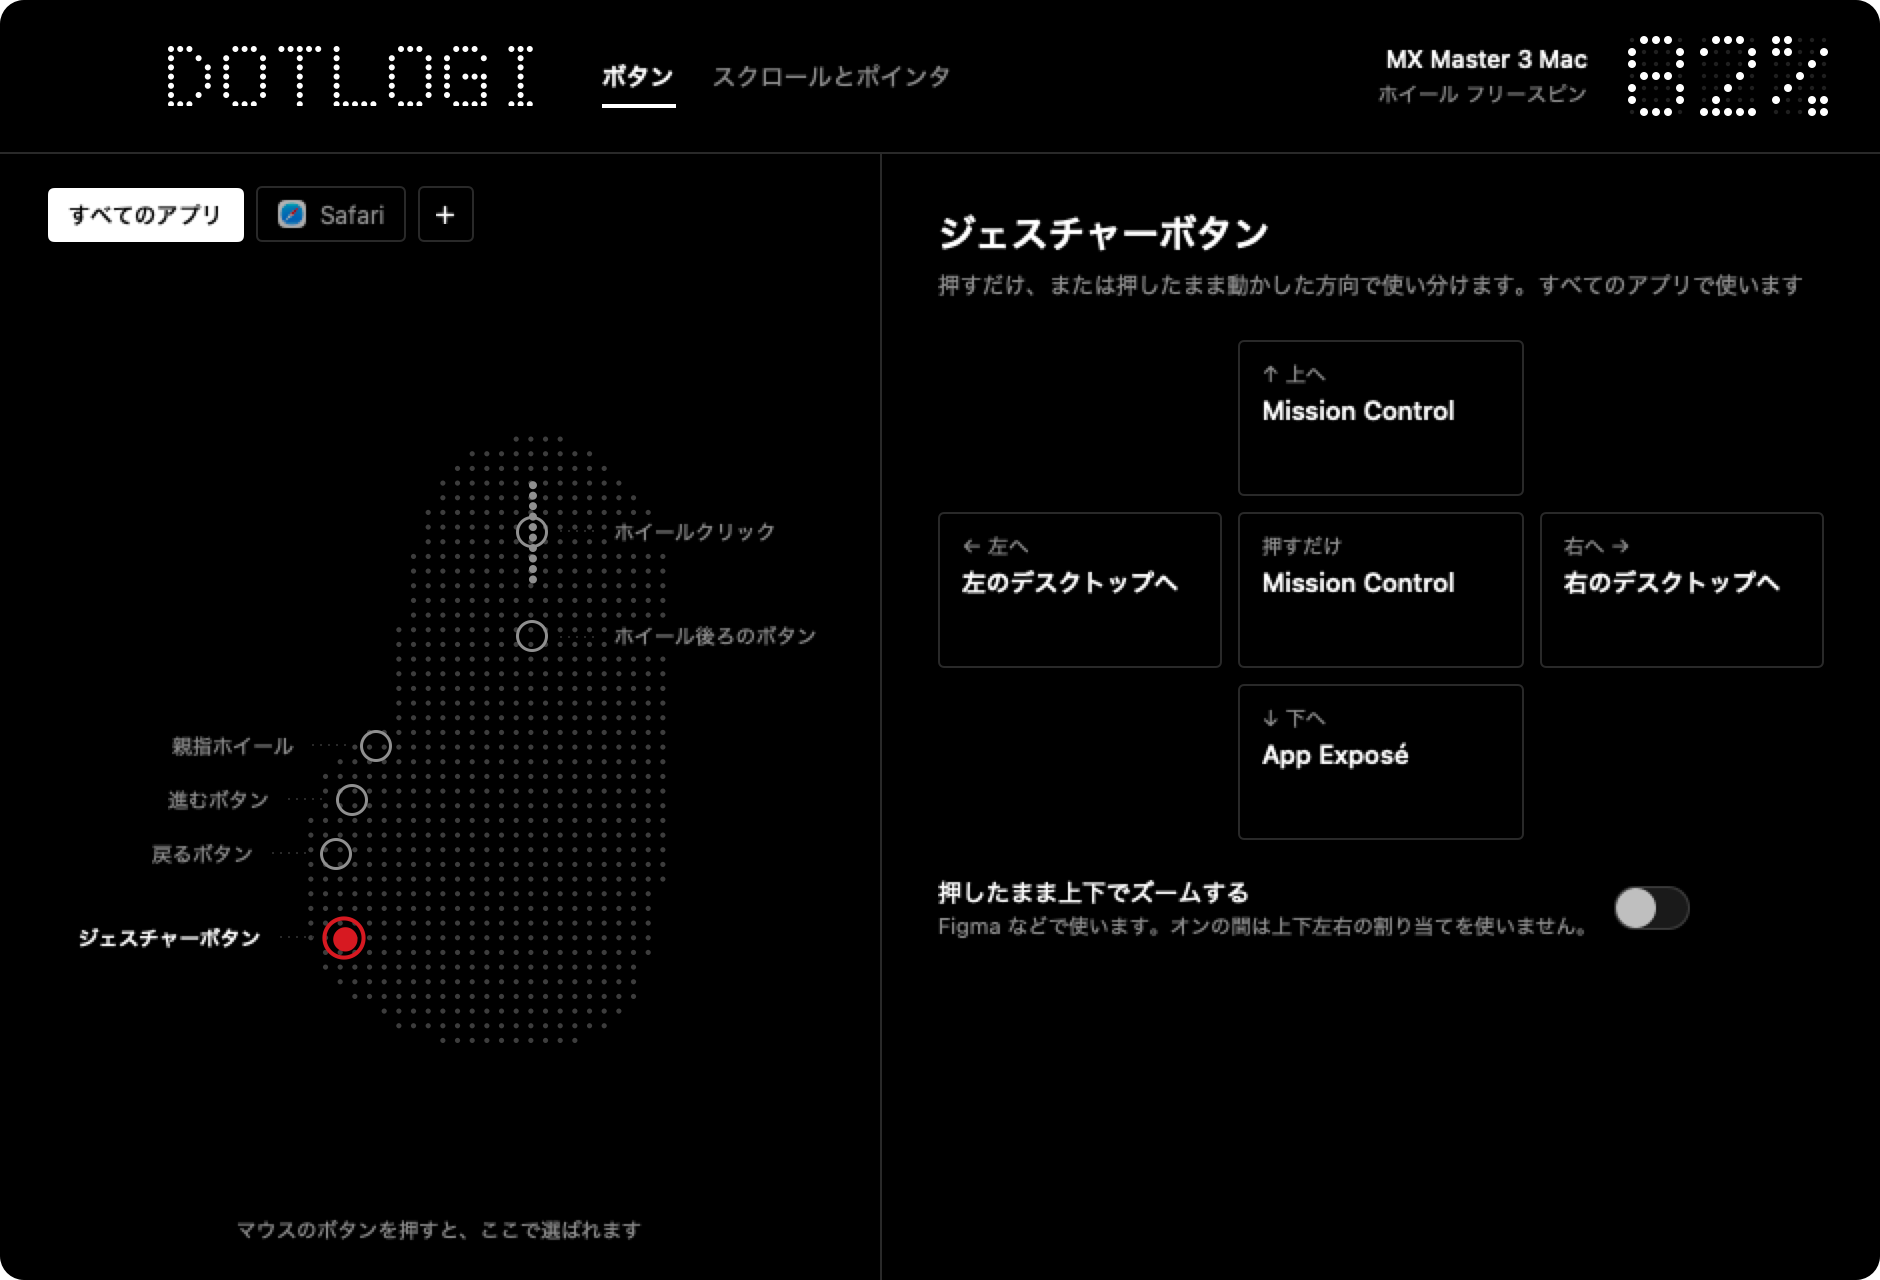 DOTLOGI
ボタン
スクロールとポインタ
MX Master 3 Mac
ホイール フリースピン
82%
すべてのアプリ
Safari
+
ホイールクリック
ホイール後ろのボタン
親指ホイール
進むボタン
戻るボタン
ジェスチャーボタン
マウスのボタンを押すと、ここで選ばれます
ジェスチャーボタン
押すだけ、または押したまま動かした方向で使い分けます。すべてのアプリで使います
↑ 上へ
Mission Control
← 左へ
左のデスクトップへ
押すだけ
Mission Control
右へ →
右のデスクトップへ
↓ 下へ
App Exposé
押したまま上下でズームする
Figma などで使います。オンの間は上下左右の割り当てを使いません。